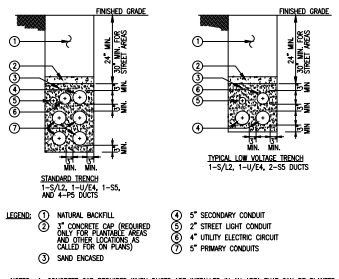 FINISHED GRADE
FINISHED GRADE
1
2
3
4
5
6
7
24" MIN.
30" MIN. FOR STREET AREAS
3" MIN.
3" MIN.
3" MIN.
3" MIN.
3" MIN.
STANDARD TRENCH
1-S/L2, 1-U/E4, 1-S5,
AND 4-P5 DUCTS
1
2
3
5
6
4
24" MIN.
30" MIN. FOR STREET AREAS
3" MIN.
3" MIN.
3" MIN.
3" MIN.
3" MIN.
TYPICAL LOW VOLTAGE TRENCH
1-S/L2, 1-U/E4, 2-S5 DUCTS
LEGEND:
1 NATURAL BACKFILL
2 3" CONCRETE CAP (REQUIRED
ONLY FOR PLANTABLE AREAS
AND OTHER LOCATIONS AS
CALLED FOR ON PLANS)
3 SAND ENCASED
4 5" SECONDARY CONDUIT
5 2" STREET LIGHT CONDUIT
6 4" UTILITY ELECTRIC CIRCUIT
7 5" PRIMARY CONDUITS